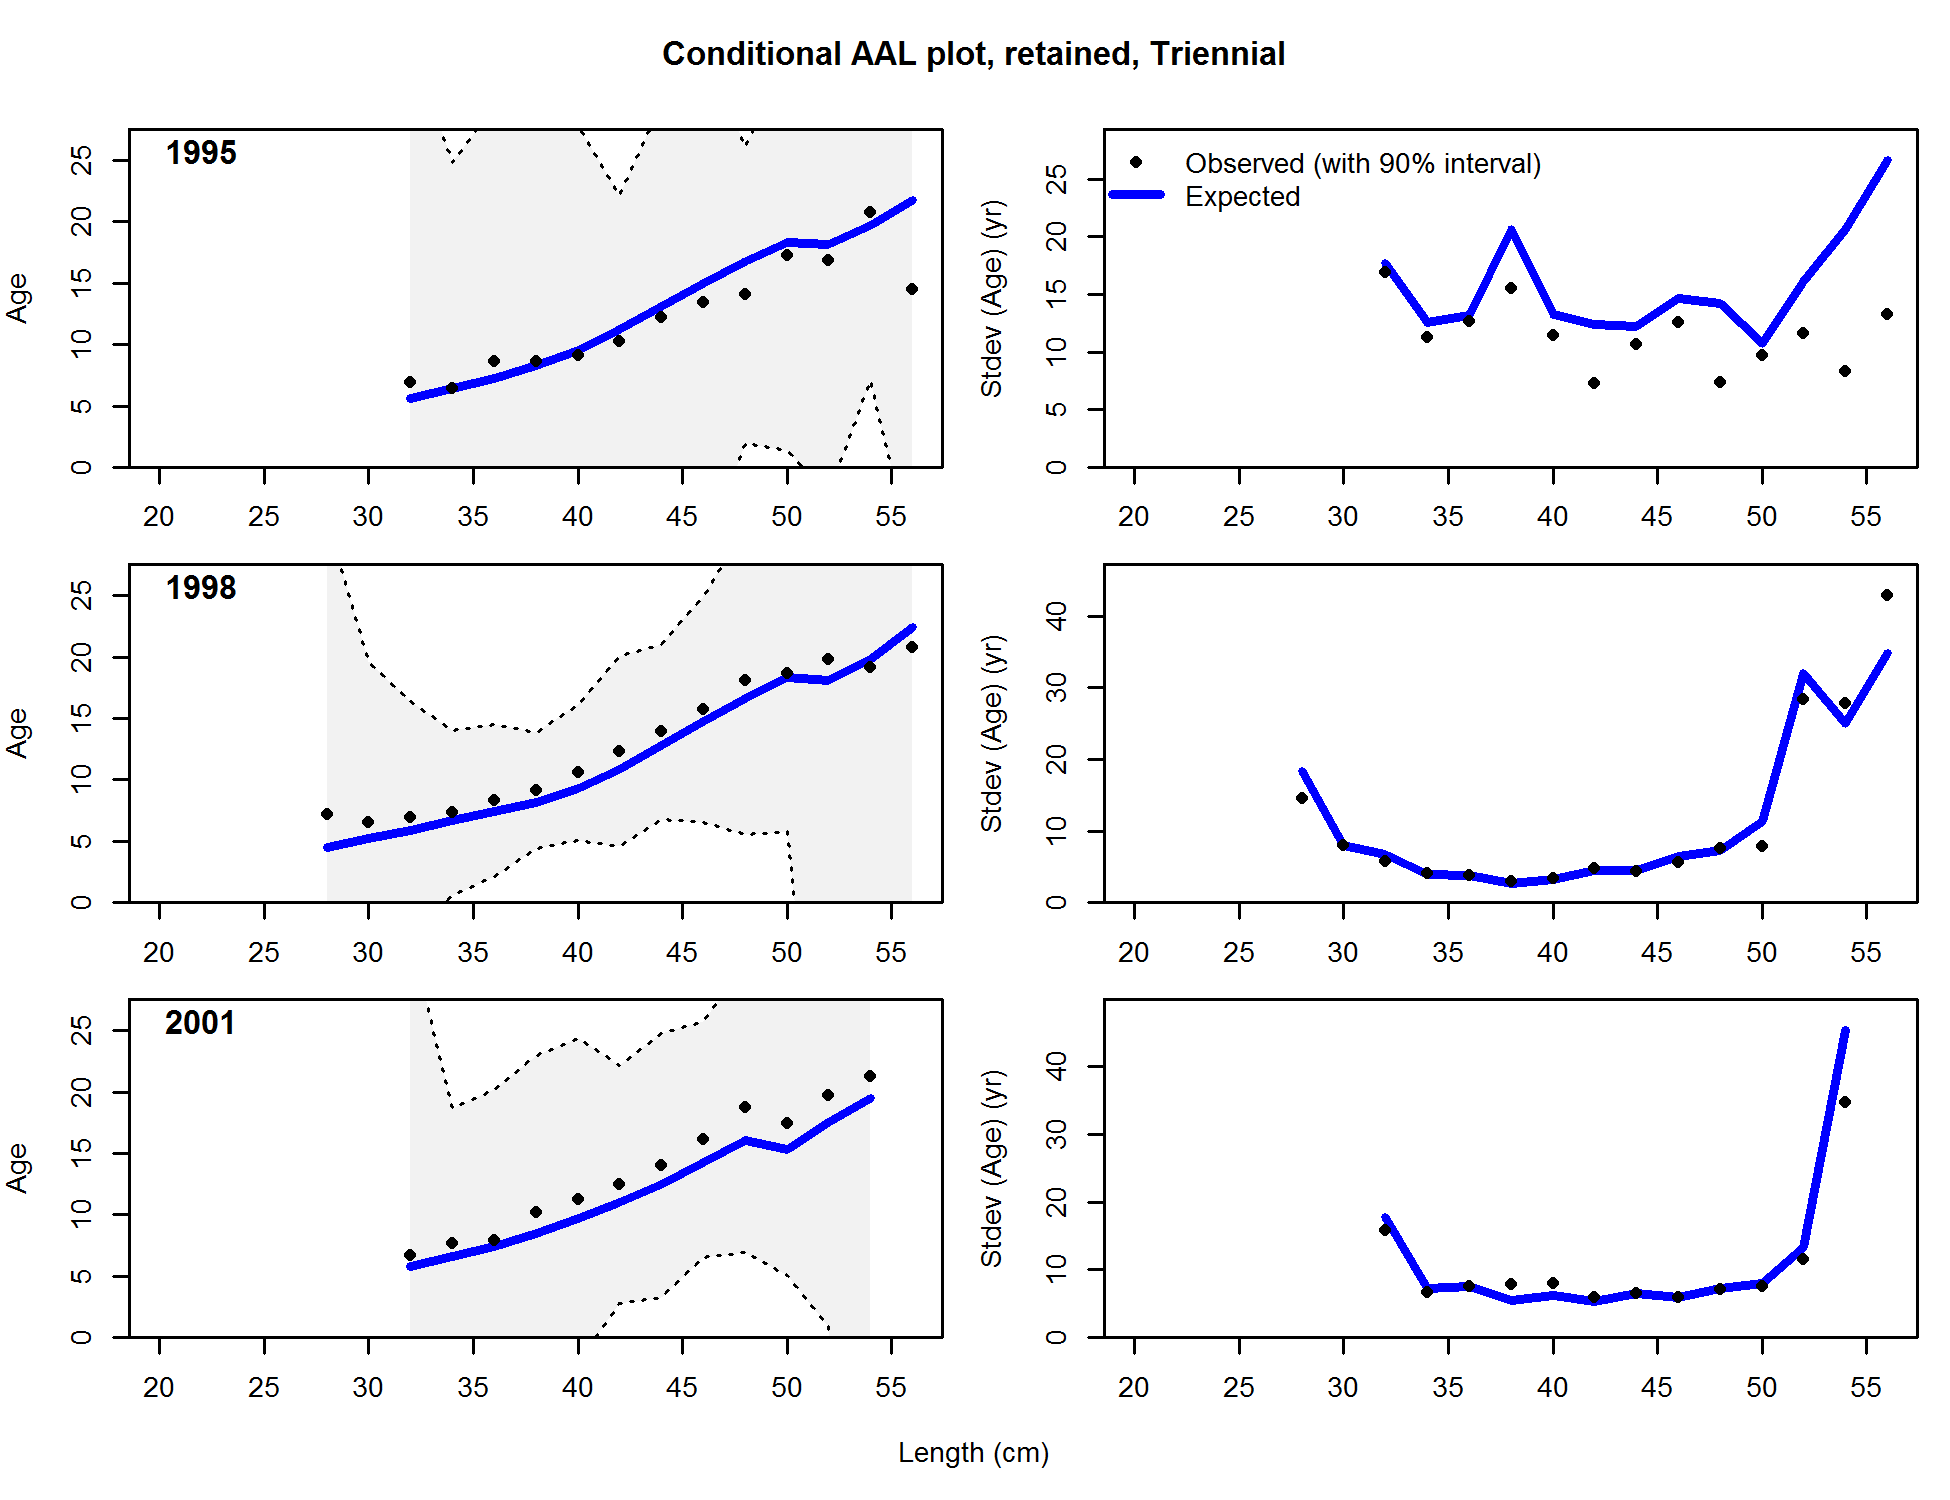 Conditional AAL plot, retained, Triennial
1995
Age
0 5 10 15 20 25
20 25 30 35 40 45 50 55
Observed (with 90% interval)
Expected
Stdev (Age) (yr)
0 5 10 15 20 25
20 25 30 35 40 45 50 55
1998
Age
0 5 10 15 20 25
20 25 30 35 40 45 50 55
Stdev (Age) (yr)
0 10 20 30 40
20 25 30 35 40 45 50 55
2001
Age
0 5 10 15 20 25
20 25 30 35 40 45 50 55
Stdev (Age) (yr)
0 10 20 30 40
20 25 30 35 40 45 50 55
Length (cm)